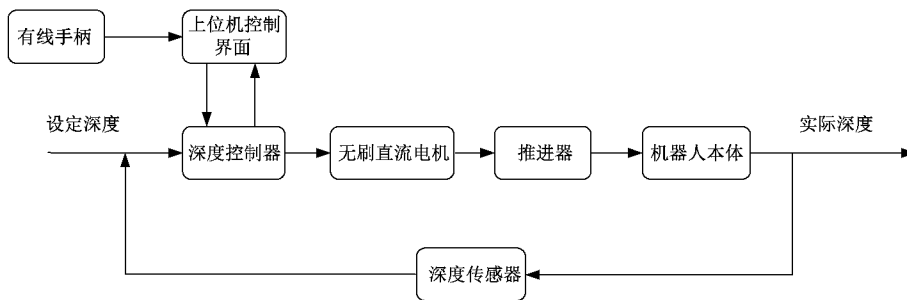 有线手柄
上位机控制
界面
设定深度
深度控制器
无刷直流电机
推进器
机器人本体
实际深度
深度传感器